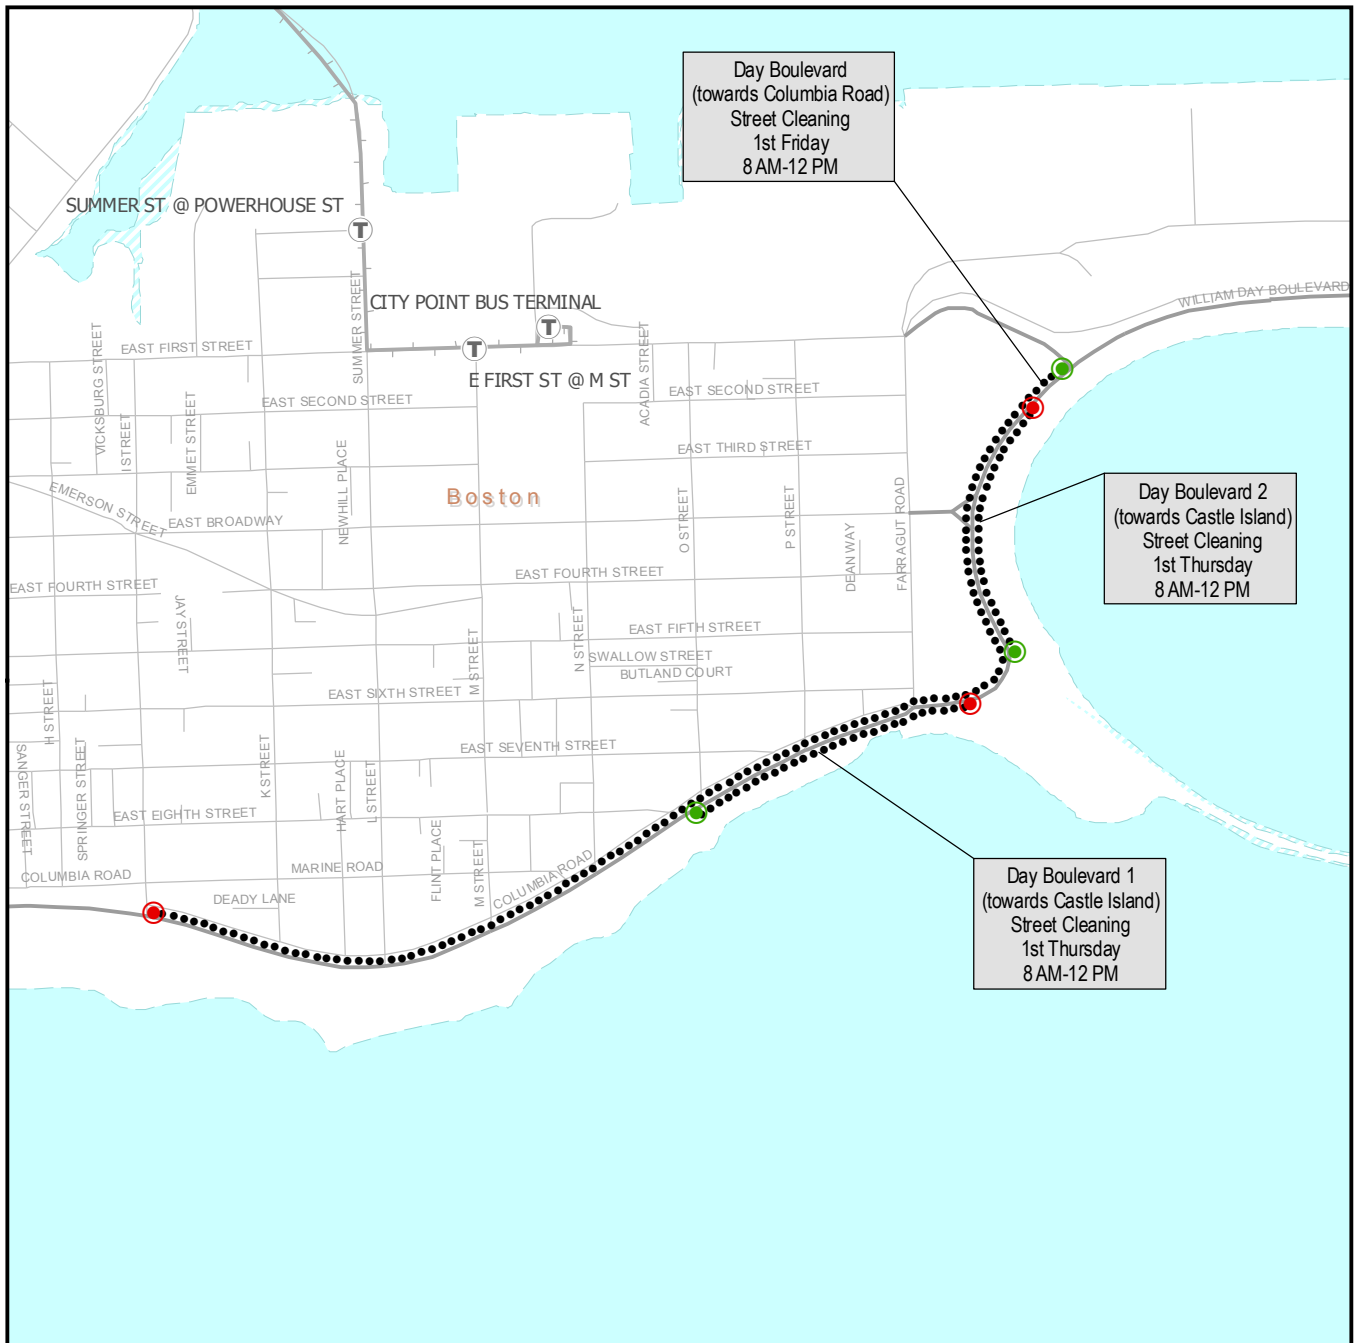 Day Boulevard
(towards Columbia Road)
Street Cleaning
1st Friday
8 AM-12 PM
SUMMER ST @ POWERHOUSE ST
T
CITY POINT BUS TERMINAL
T
T
E FIRST ST @ M ST
WILLIAM DAY BOULEVARD
EAST FIRST STREET
SUMMER STREET
ACADIA STREET
VICKSBURG STREET
I STREET
EMMET STREET
EAST SECOND STREET
EAST SECOND STREET
EAST THIRD STREET
NEWHILL PLACE
Boston
EMERSON STREET
EAST BROADWAY
O STREET
P STREET
DEAN WAY
FARRAGUT ROAD
Day Boulevard 2
(towards Castle Island)
Street Cleaning
1st Thursday
8 AM-12 PM
EAST FOURTH STREET
EAST FOURTH STREET
JAY STREET
M STREET
N STREET
EAST FIFTH STREET
SWALLOW STREET
BUTLAND COURT
EAST SIXTH STREET
H STREET
SANGER STREET
SPRINGER STREET
K STREET
HART PLACE
L STREET
EAST SEVENTH STREET
EAST EIGHTH STREET
FLINT PLACE
M STREET
COLUMBIA ROAD
MARINE ROAD
COLUMBIA ROAD
DEADY LANE
Day Boulevard 1
(towards Castle Island)
Street Cleaning
1st Thursday
8 AM-12 PM